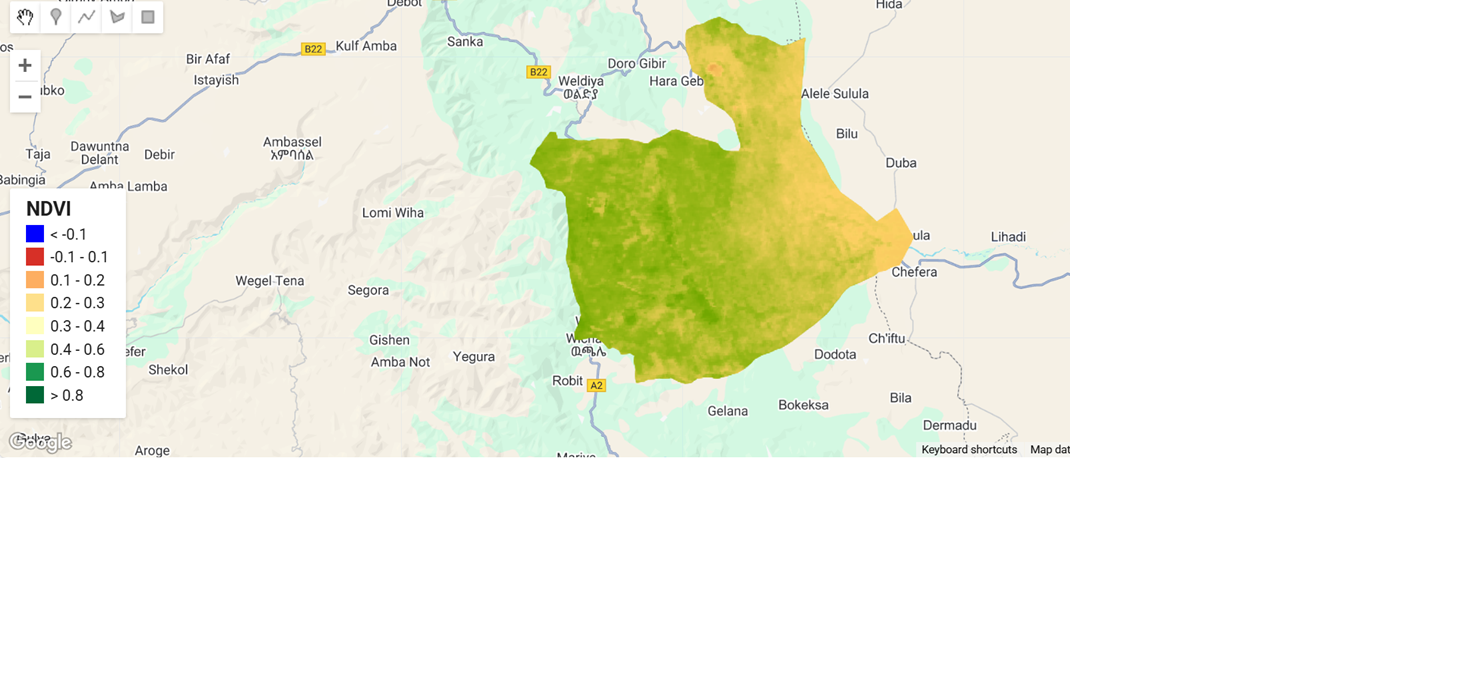 Debot
Hida
B22
Kulf Amba
Sanka
Bir Afaf
Doro Gibir
B22
Istayish
Weldiya
ወልድያ
Hara Geb
Alele Sulula
Bilu
Ambassel
አምባሰል
Taja
Dawuntna
Delant
Debir
Duba
Babingia
Amba Lamba
NDVI
< -0.1
-0.1 - 0.1
0.1 - 0.2
0.2 - 0.3
0.3 - 0.4
0.4 - 0.6
0.6 - 0.8
> 0.8
Lomi Wiha
ula
Lihadi
Chefera
Wegel Tena
Segora
Gishen
Amba Not
Yegura
ውጫሌ
Ch'iftu
Dodota
efer
Shekol
Robit
A2
Bila
Bokeksa
Gelana
Dermadu
Google
Aroge
Keyboard shortcuts
Map dat